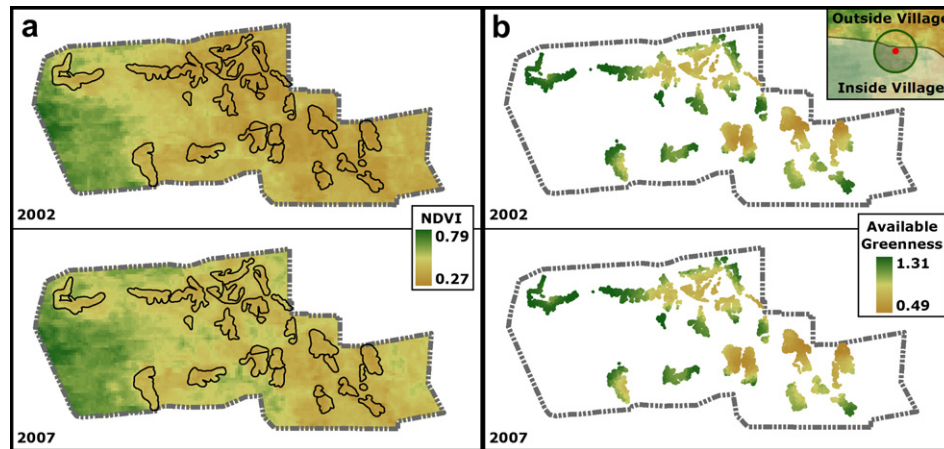 a
2002
NDVI
0.79
0.27
2007
b
Outside Village
Inside Village
2002
Available
Greenness
1.31
0.49
2007